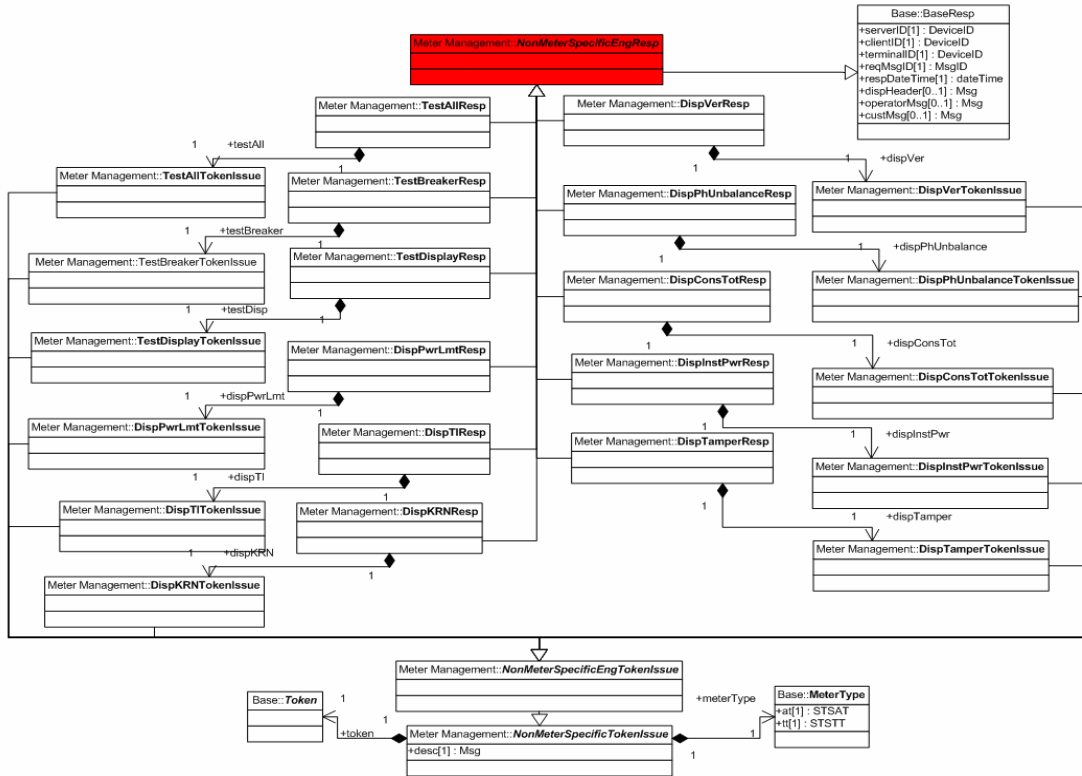 Base::BaseResp
+serverID[1] : DeviceID
+clientID[1] : DeviceID
+terminalID[1] : DeviceID
+reqMsgID[1] : MsgID
+respDateTime[1] : dateTime
+dispHeader[0..1] : Msg
+operatorMsg[0..1] : Msg
+custMsg[0..1] : Msg
Meter Management::NonMeterSpecificEngResp
Meter Management::TestAllResp
Meter Management::DispVerResp
1
+testAll
1
1
+dispVer
1
Meter Management::TestAllTokenIssue
Meter Management::TestBreakerResp
Meter Management::DispPhUnbalanceResp
Meter Management::DispVerTokenIssue
1
+testBreaker
1
1
+dispPhUnbalance
1
Meter Management::TestBreakerTokenIssue
Meter Management::TestDisplayResp
Meter Management::DispConsTotResp
Meter Management::DispPhUnbalanceTokenIssue
1
+testDisp
1
1
+dispConsTot
1
Meter Management::TestDisplayTokenIssue
Meter Management::DispPwrLmtResp
Meter Management::DispInstPwrResp
Meter Management::DispConsTotTokenIssue
1
+dispPwrLmt
1
1
+dispInstPwr
1
Meter Management::DispPwrLmtTokenIssue
Meter Management::DispTIResp
Meter Management::DispTamperResp
Meter Management::DispInstPwrTokenIssue
1
+dispTI
1
1
+dispTamper
1
Meter Management::DispTITokenIssue
Meter Management::DispKRNResp
Meter Management::DispTamperTokenIssue
1
+dispKRN
1
Meter Management::DispKRNTokenIssue
Meter Management::NonMeterSpecificEngTokenIssue
Base::Token
1
+token
1
Meter Management::NonMeterSpecificTokenIssue
+desc[1] : Msg
+meterType
1
1
Base::MeterType
+at[1] : STSAT
+tt[1] : STSTT